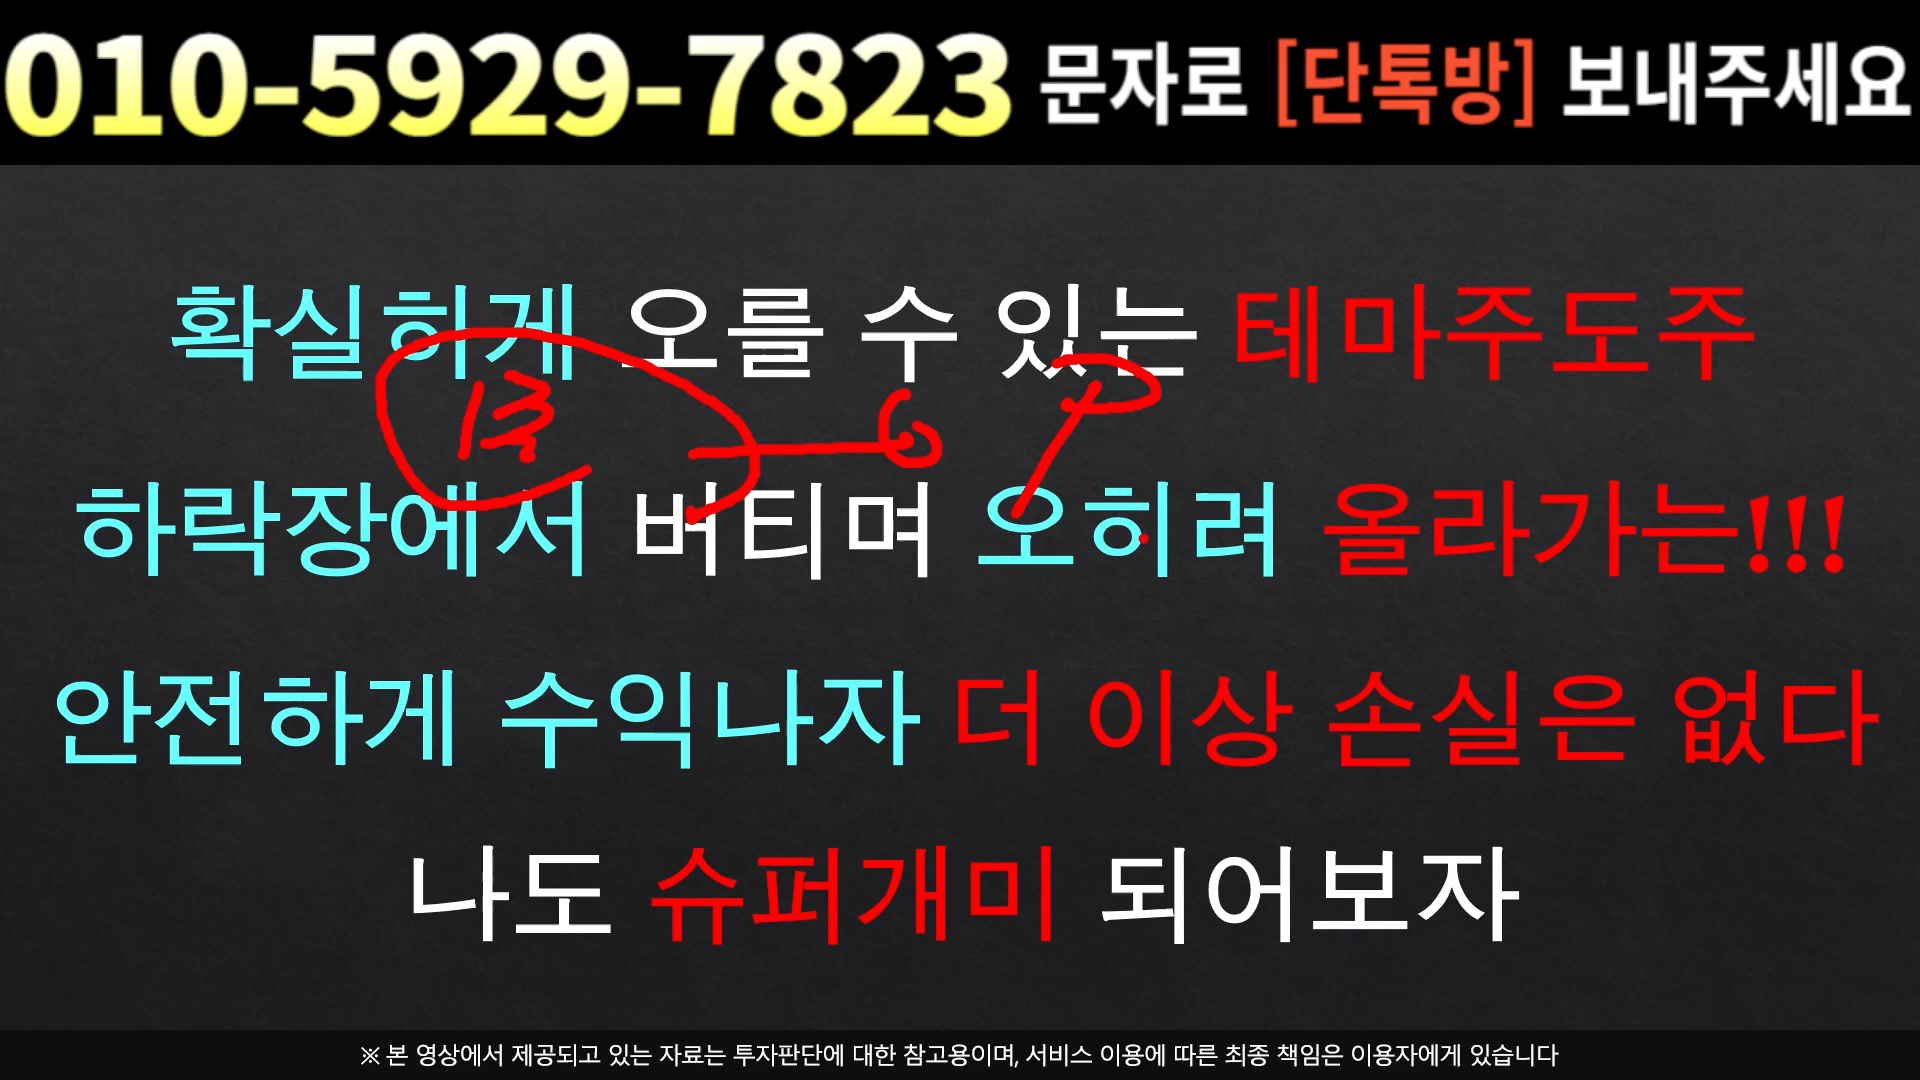 010-5929-7823 문자로 [단톡방] 보내주세요
확실하게 오를 수 있는 테마주도주
13
하락장에서 버티며 오히려 올라가는!!!
안전하게 수익나자 더 이상 손실은 없다
나도 슈퍼개미 되어보자
※ 본 영상에서 제공되고 있는 자료는 투자판단에 대한 참고용이며, 서비스 이용에 따른 최종 책임은 이용자에게 있습니다